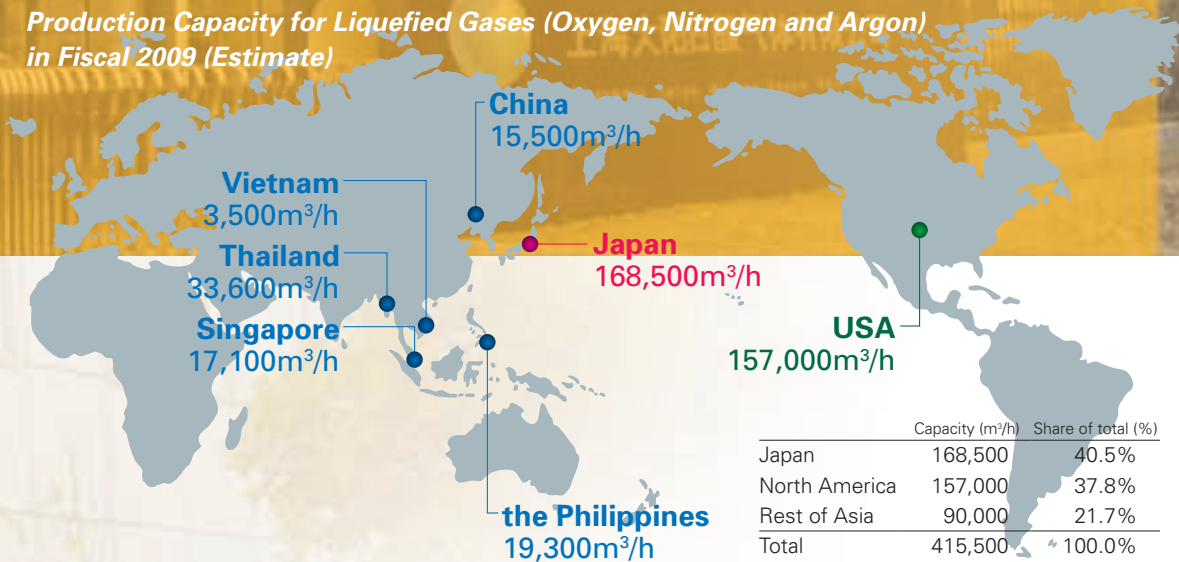 Production Capacity for Liquefied Gases (Oxygen, Nitrogen and Argon)
in Fiscal 2009 (Estimate)
China
15,500m³/h
Vietnam
3,500m³/h
Thailand
33,600m³/h
Singapore
17,100m³/h
Japan
168,500m³/h
USA
157,000m³/h
the Philippines
19,300m³/h
Capacity (m³/h) Share of total (%)
Japan 168,500 40.5%
North America 157,000 37.8%
Rest of Asia 90,000 21.7%
Total 415,500 100.0%